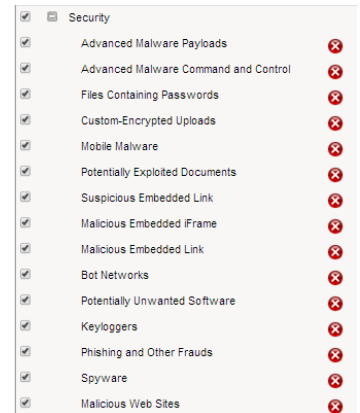 Security
Advanced Malware Payloads
Advanced Malware Command and Control
Files Containing Passwords
Custom-Encrypted Uploads
Mobile Malware
Potentially Exploited Documents
Suspicious Embedded Link
Malicious Embedded iFrame
Malicious Embedded Link
Bot Networks
Potentially Unwanted Software
Keyloggers
Phishing and Other Frauds
Spyware
Malicious Web Sites